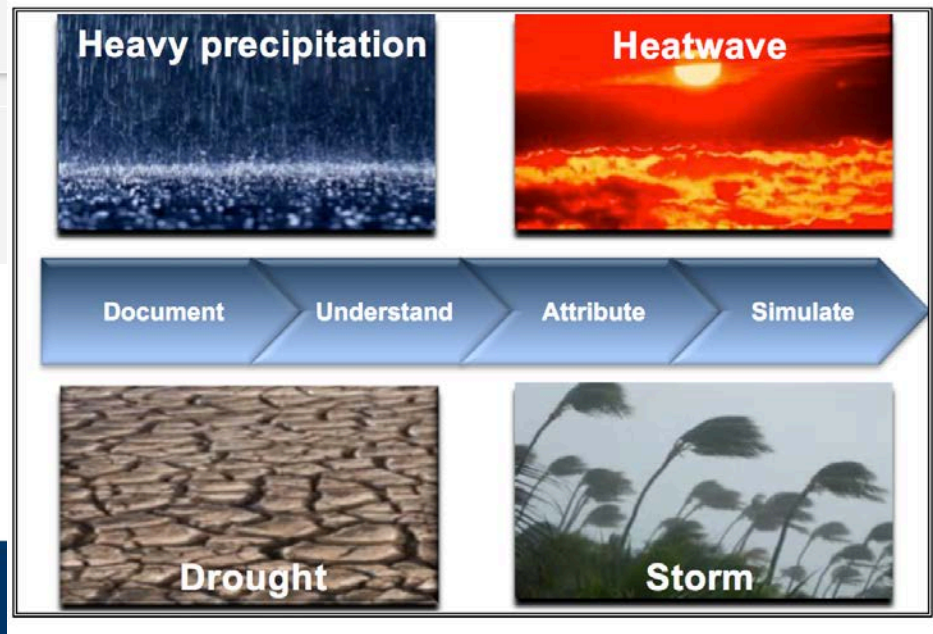 Heavy precipitation
Heatwave
Document
Understand
Attribute
Simulate
Drought
Storm